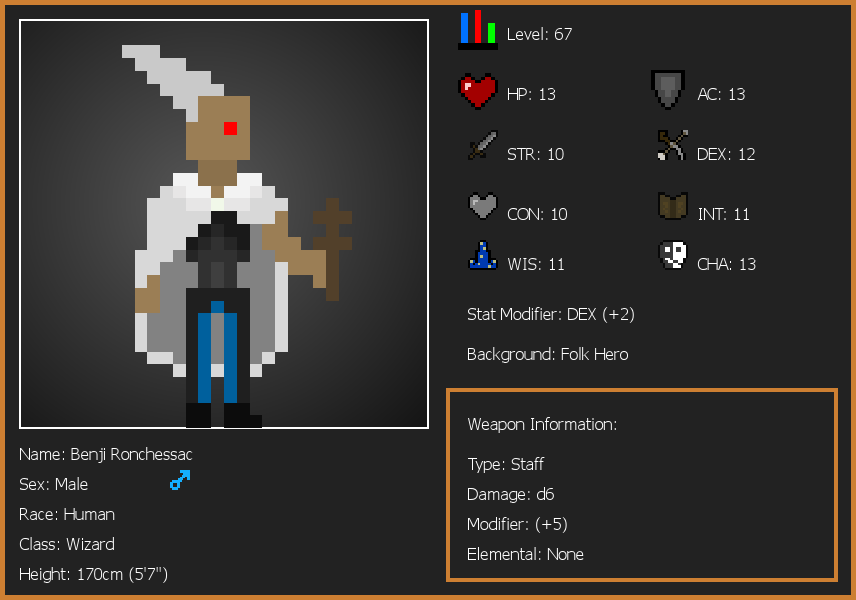 Level: 67
HP: 13
AC: 13
STR: 10
DEX: 12
CON: 10
INT: 11
WIS: 11
CHA: 13
Stat Modifier: DEX (+2)
Background: Folk Hero
Weapon Information:
Type: Staff
Damage: d6
Modifier: (+5)
Elemental: None
Name: Benji Ronchessac
Sex: Male
Race: Human
Class: Wizard
Height: 170cm (5'7")